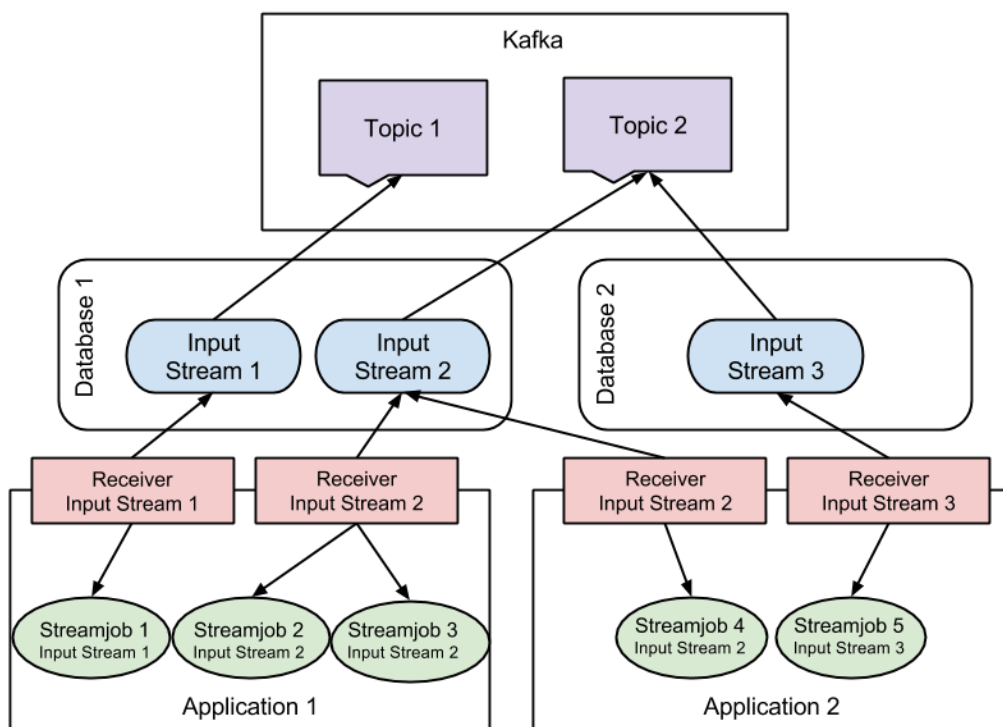 Kafka
Topic 1
Topic 2
Database 1
Input
Stream 1
Input
Stream 2
Database 2
Input
Stream 3
Receiver
Input Stream 1
Receiver
Input Stream 2
Receiver
Input Stream 2
Receiver
Input Stream 3
Streamjob 1
Input Stream 1
Streamjob 2
Input Stream 2
Streamjob 3
Input Stream 2
Streamjob 4
Input Stream 2
Streamjob 5
Input Stream 3
Application 1
Application 2